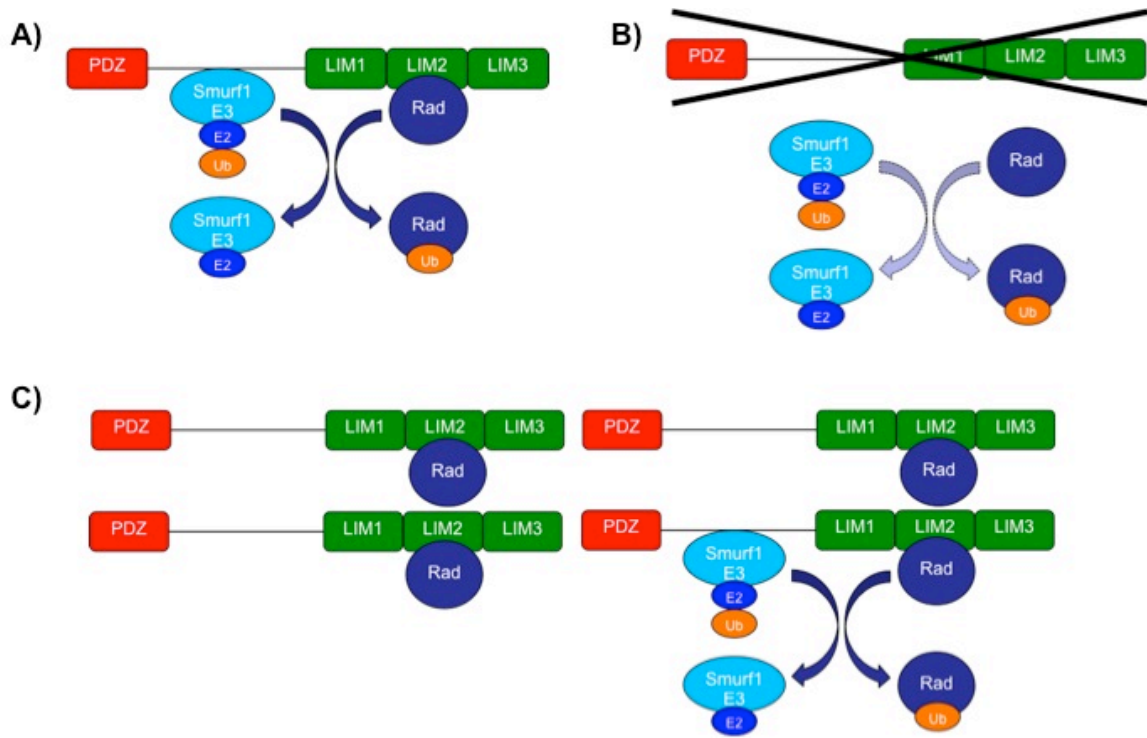 A)
PDZ
LIM1
LIM2
LIM3
Smurf1
E3
E2
Ub
Rad
Smurf1
E3
E2
Rad
Ub
B)
PDZ
LIM1
LIM2
LIM3
Smurf1
E3
E2
Ub
Rad
Smurf1
E3
E2
Rad
Ub
C)
PDZ
LIM1
LIM2
LIM3
Rad
PDZ
LIM1
LIM2
LIM3
Rad
PDZ
LIM1
LIM2
LIM3
Rad
PDZ
LIM1
LIM2
LIM3
Smurf1
E3
E2
Ub
Rad
Smurf1
E3
E2
Rad
Ub